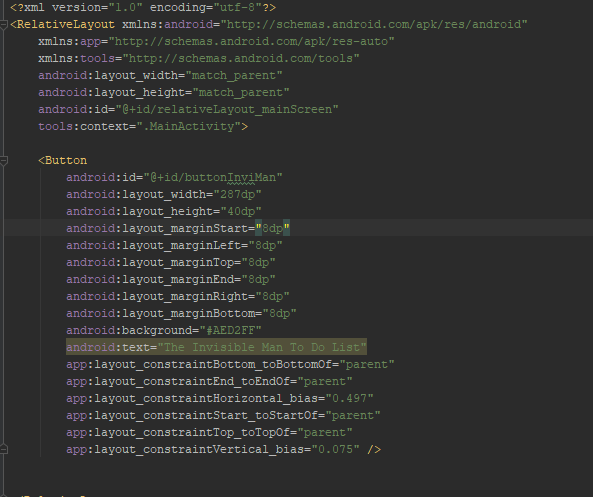 <?xml version="1.0" encoding="utf-8"?>
<RelativeLayout xmlns:android="http://schemas.android.com/apk/res/android"
    xmlns:app="http://schemas.android.com/apk/res-auto"
    xmlns:tools="http://schemas.android.com/tools"
    android:layout_width="match_parent"
    android:layout_height="match_parent"
    android:id="@+id/relativeLayout_mainScreen"
    tools:context=".MainActivity">

    <Button
        android:id="@+id/buttonInviMan"
        android:layout_width="287dp"
        android:layout_height="40dp"
        android:layout_marginStart="8dp"
        android:layout_marginLeft="8dp"
        android:layout_marginTop="8dp"
        android:layout_marginEnd="8dp"
        android:layout_marginRight="8dp"
        android:layout_marginBottom="8dp"
        android:background="#AED2FF"
        android:text="The Invisible Man To Do List"
        app:layout_constraintBottom_toBottomOf="parent"
        app:layout_constraintEnd_toEndOf="parent"
        app:layout_constraintHorizontal_bias="0.497"
        app:layout_constraintStart_toStartOf="parent"
        app:layout_constraintTop_toTopOf="parent"
        app:layout_constraintVertical_bias="0.075" />